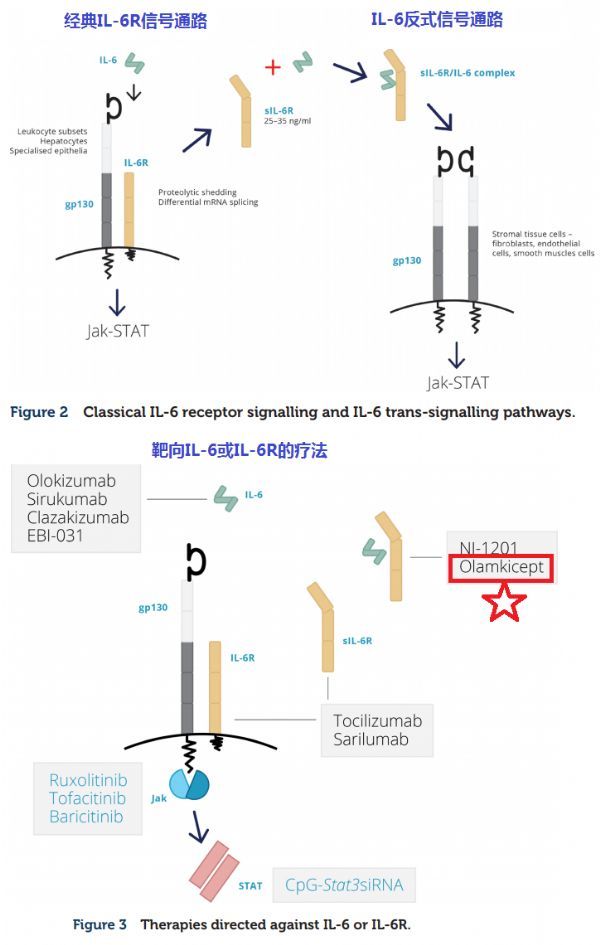 经典IL-6R信号通路
IL-6反式信号通路
IL-6
sIL-6R/IL-6 complex
sIL-6R
25–35 ng/ml
Leukocyte subsets
Hepatocytes
Specialised epithelia
IL-6R
gp130
Proteolytic shedding
Differential mRNA splicing
gp130
Stromal tissue cells –
fibroblasts, endothelial
cells, smooth muscles cells
Jak-STAT
Jak-STAT
Figure 2 Classical IL-6 receptor signalling and IL-6 trans-signalling pathways.
靶向IL-6或IL-6R的疗法
Olokizumab
Sirukumab
Clazakizumab
EBI-031
IL-6
NI-1201
Olamkicept
gp130
sIL-6R
IL-6R
Tocilizumab
Sarilumab
Ruxolitinib
Tofacitinib
Baricitinib
Jak
STAT
CpG-Stat3siRNA
Figure 3 Therapies directed against IL-6 or IL-6R.